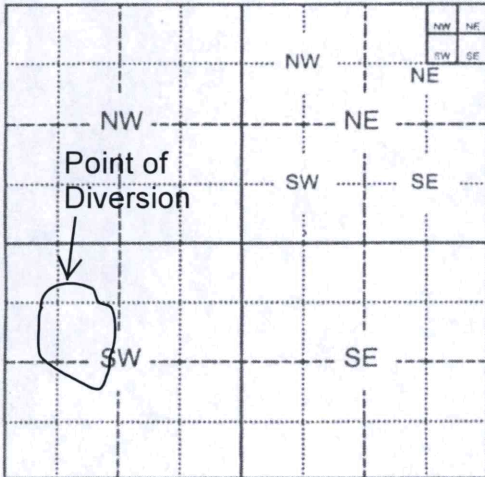 NW NE
NW
SW SE
NE
NW NE
Point of
Diversion
SW SE
SW SE